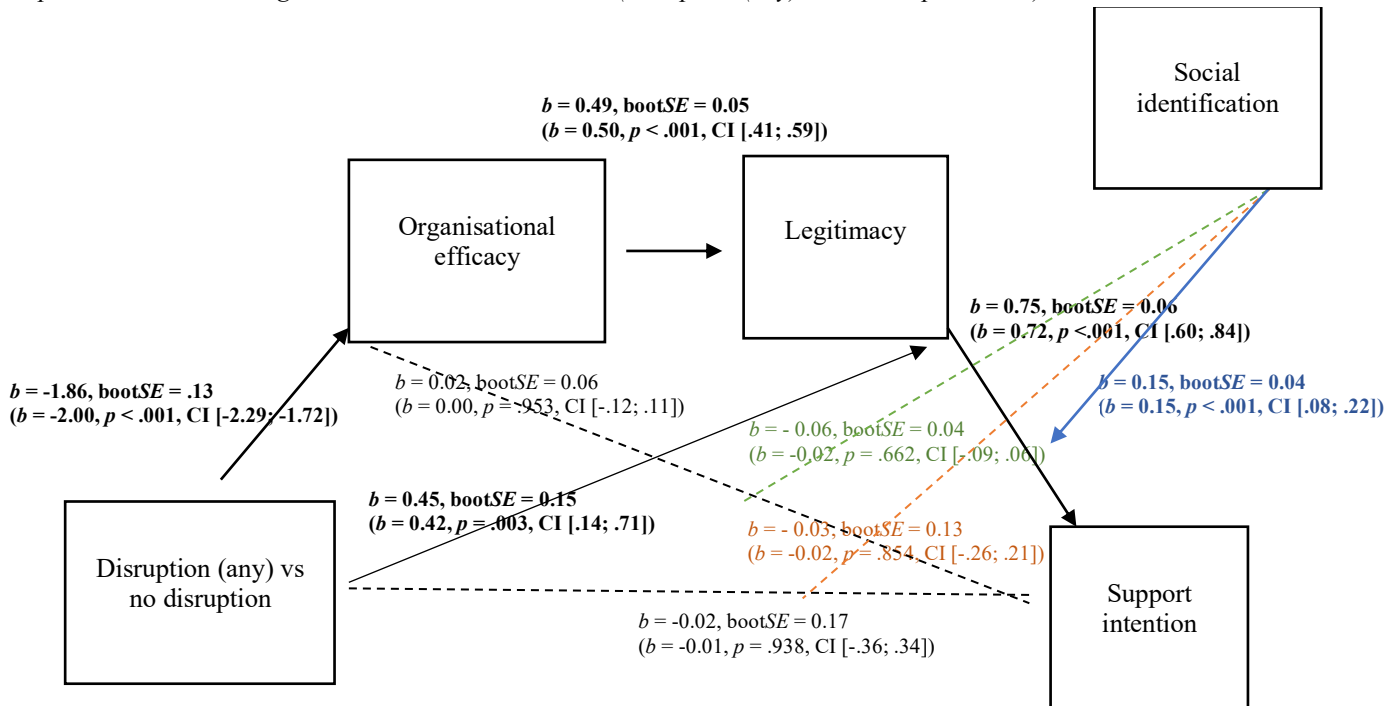 Social
identification
b = 0.49, bootSE = 0.05
(b = 0.50, p < .001, CI [.41; .59])
Organisational
efficacy
Legitimacy
b = 0.75, bootSE = 0.06
(b = 0.72, p <.001, CI [.60; .84])
b = -1.86, bootSE = .13
(b = -2.00, p < .001, CI [-2.29; -1.72])
b = 0.02, bootSE = 0.06
(b = 0.00, p = .953, CI [-.12; .11])
b = 0.15, bootSE = 0.04
(b = 0.15, p < .001, CI [.08; .22])
b = - 0.06, bootSE = 0.04
(b = -0.02, p = .662, CI [-.09; .06])
b = 0.45, bootSE = 0.15
(b = 0.42, p = .003, CI [.14; .71])
b = - 0.03, bootSE = 0.13
(b = -0.02, p = .854, CI [-.26; .21])
Disruption (any) vs
no disruption
Support
intention
b = -0.02, bootSE = 0.17
(b = -0.01, p = .938, CI [-.36; .34])